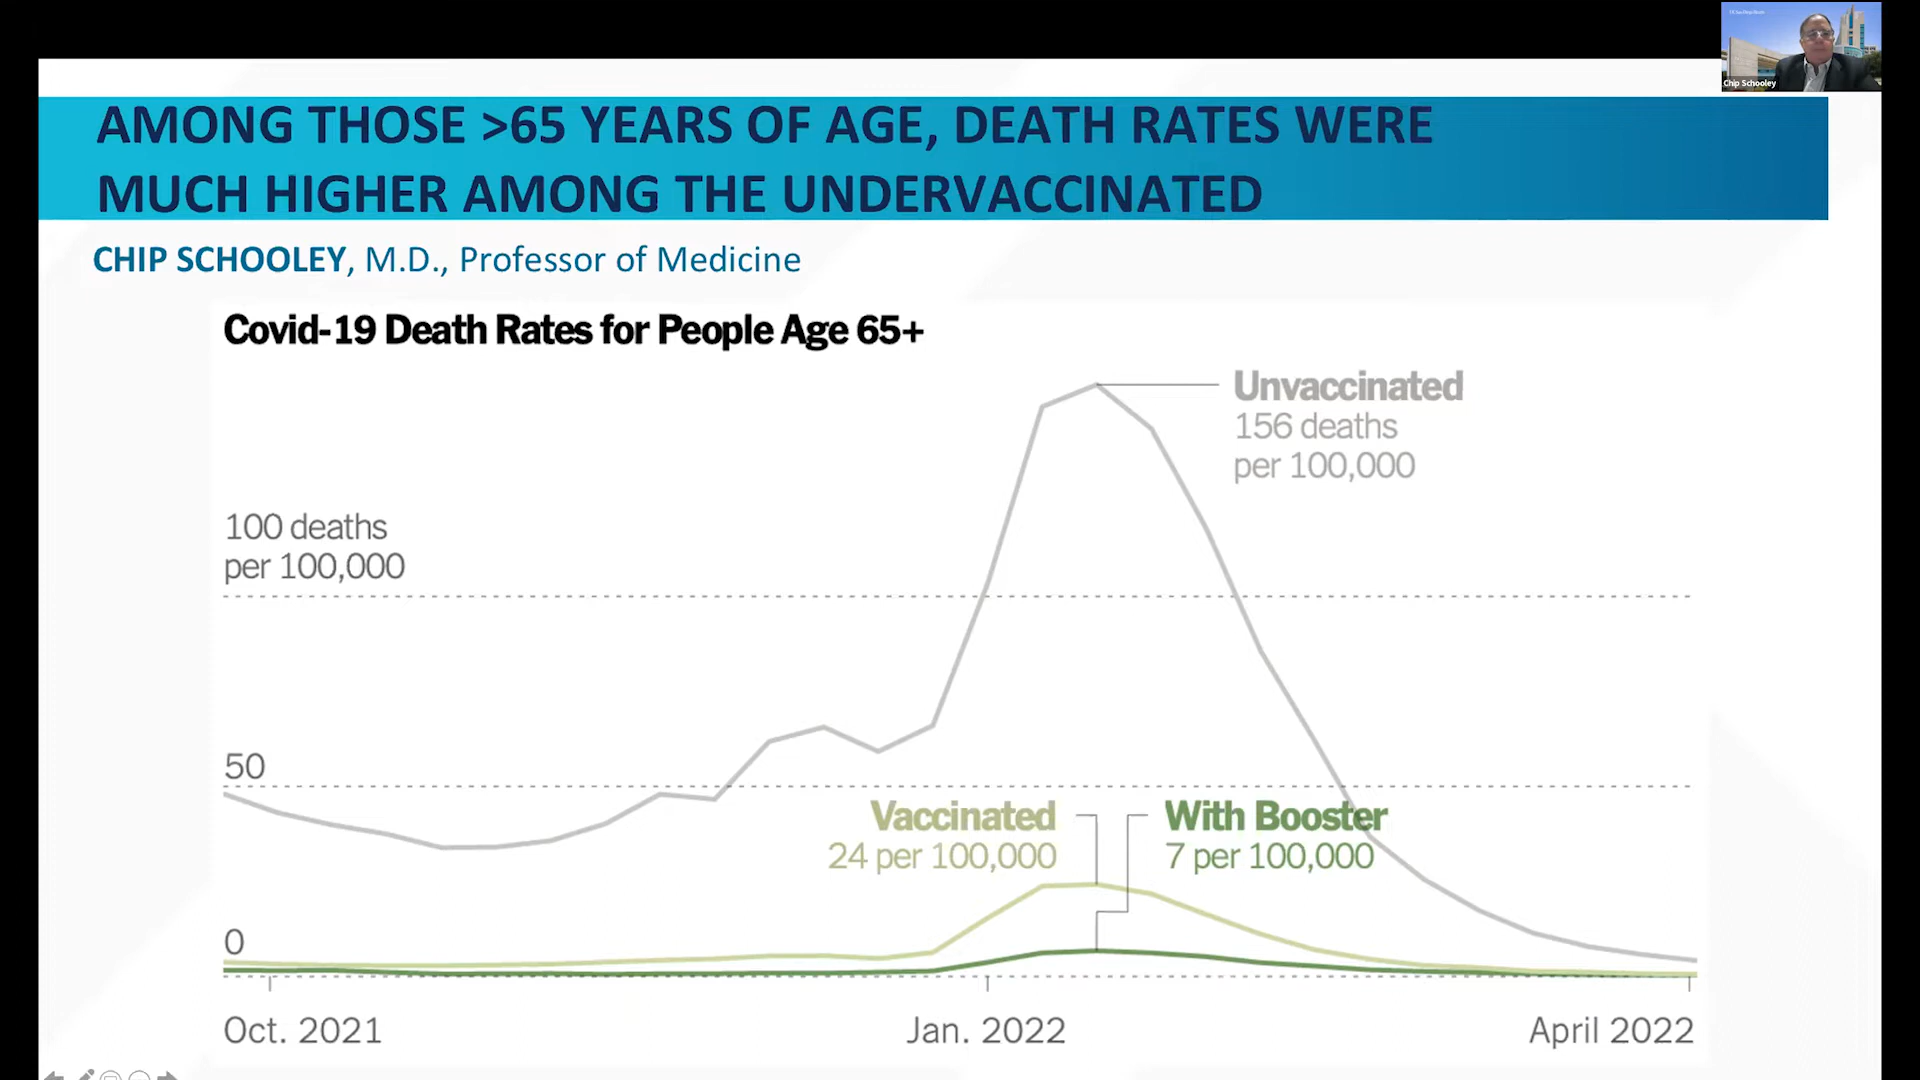 Chip Schooley
AMONG THOSE >65 YEARS OF AGE, DEATH RATES WERE
MUCH HIGHER AMONG THE UNDERVACCINATED
CHIP SCHOOLEY, M.D., Professor of Medicine
Covid-19 Death Rates for People Age 65+
Unvaccinated
156 deaths
per 100,000
100 deaths
per 100,000
50
Vaccinated
24 per 100,000
With Booster
7 per 100,000
0
Oct. 2021
Jan. 2022
April 2022